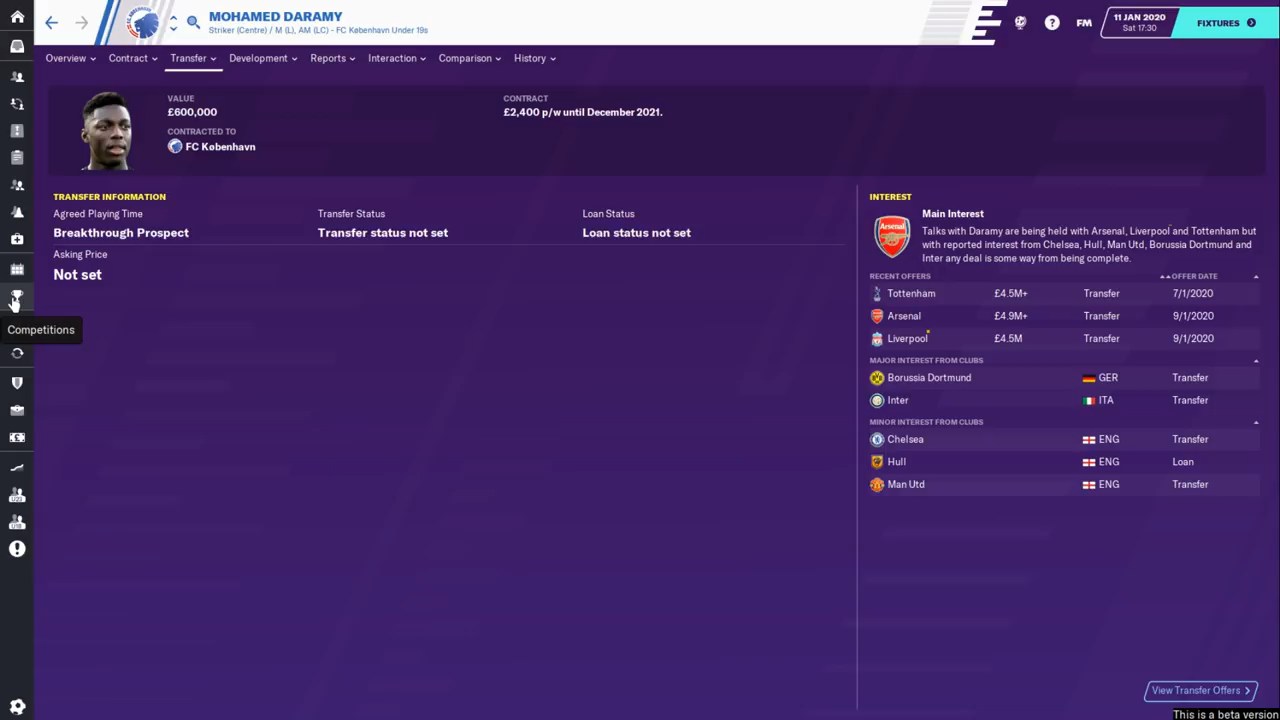 MOHAMED DARAMY
Striker (Centre) / M (L), AM (LC) - FC København Under 19s
FM
11 JAN 2020
Sat 17:30
FIXTURES
Overview
Contract
Transfer
Development
Reports
Interaction
Comparison
History
VALUE
£600,000
CONTRACTED TO
FC København
CONTRACT
£2,400 p/w until December 2021.
TRANSFER INFORMATION
Agreed Playing Time
Breakthrough Prospect
Transfer Status
Transfer status not set
Loan Status
Loan status not set
Asking Price
Not set
Competitions
U23
U18
INTEREST
Arsenal
Main Interest
Talks with Daramy are being held with Arsenal, Liverpool and Tottenham but
with reported interest from Chelsea, Hull, Man Utd, Borussia Dortmund and
Inter any deal is some way from being complete.
RECENT OFFERS OFFER DATE
Tottenham £4.5M+ Transfer 7/1/2020
Arsenal £4.9M+ Transfer 9/1/2020
Liverpool £4.5M Transfer 9/1/2020
MAJOR INTEREST FROM CLUBS
Borussia Dortmund GER Transfer
Inter ITA Transfer
MINOR INTEREST FROM CLUBS
Chelsea ENG Transfer
Hull ENG Loan
Man Utd ENG Transfer
View Transfer Offers
This is a beta version